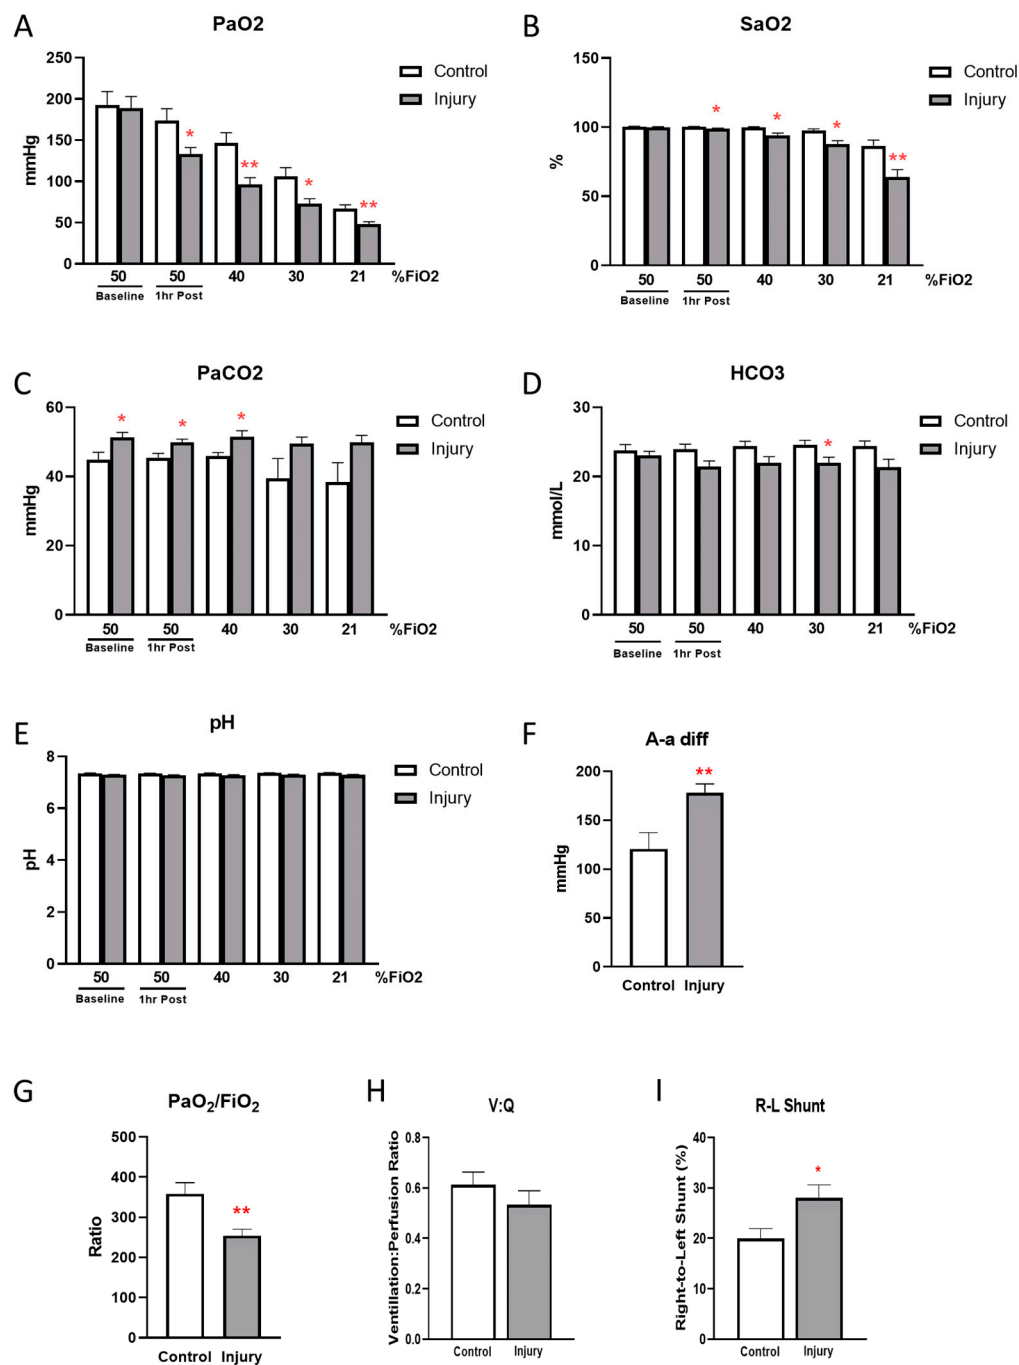 A
PaO2
250
200
150
100
50
0
mmHg
Control
Injury
*
**
*
**
50
50
40
30
21
%FiO2
Baseline
1hr Post
B
SaO2
150
100
50
0
%
Control
Injury
*
*
*
**
50
50
40
30
21
%FiO2
Baseline
1hr Post
C
PaCO2
60
40
20
0
mmHg
Control
Injury
*
*
*
50
50
40
30
21
%FiO2
Baseline
1hr Post
D
HCO3
30
20
10
0
mmol/L
Control
Injury
*
50
50
40
30
21
%FiO2
Baseline
1hr Post
E
pH
8
6
4
2
0
pH
Control
Injury
50
50
40
30
21
%FiO2
Baseline
1hr Post
F
A-a diff
200
150
100
50
0
mmHg
**
Control Injury
G
PaO₂/FiO₂
500
400
300
200
100
0
Ratio
**
Control Injury
H
V:Q
0.8
0.6
0.4
0.2
0.0
Ventillation:Perfusion Ratio
Control Injury
I
R-L Shunt
40
30
20
10
0
Right-to-Left Shunt (%)
*
Control Injury